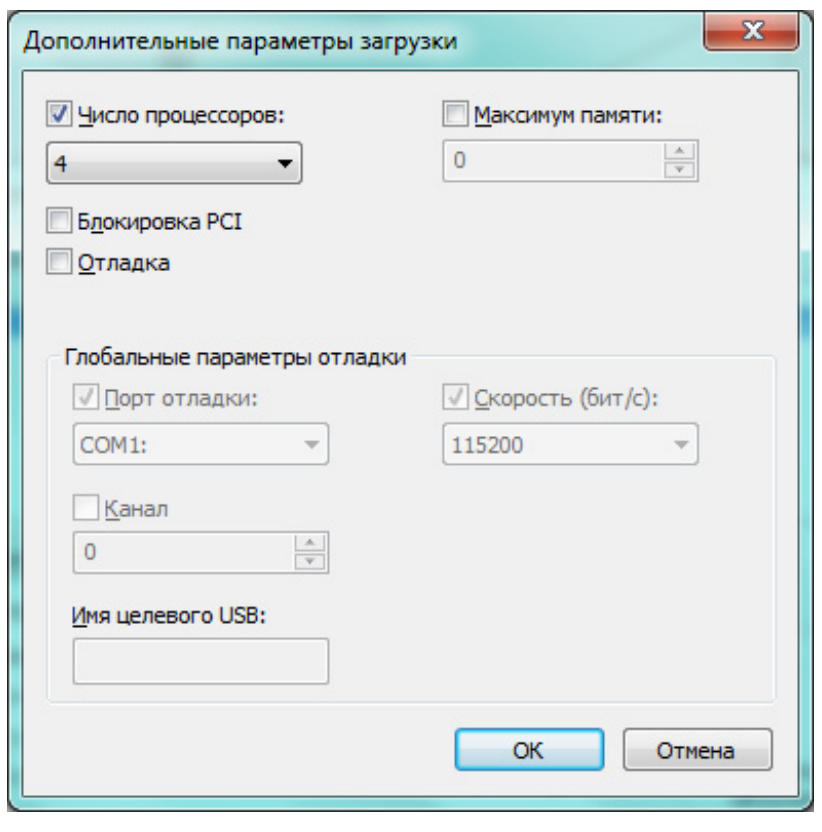 Дополнительные параметры загрузки
Число процессоров:
Максимум памяти:
4
0
Блокировка PCI
Отладка
Глобальные параметры отладки
Порт отладки:
Скорость (бит/с):
COM1:
115200
Канал
0
Имя целевого USB:
ОК
Отмена